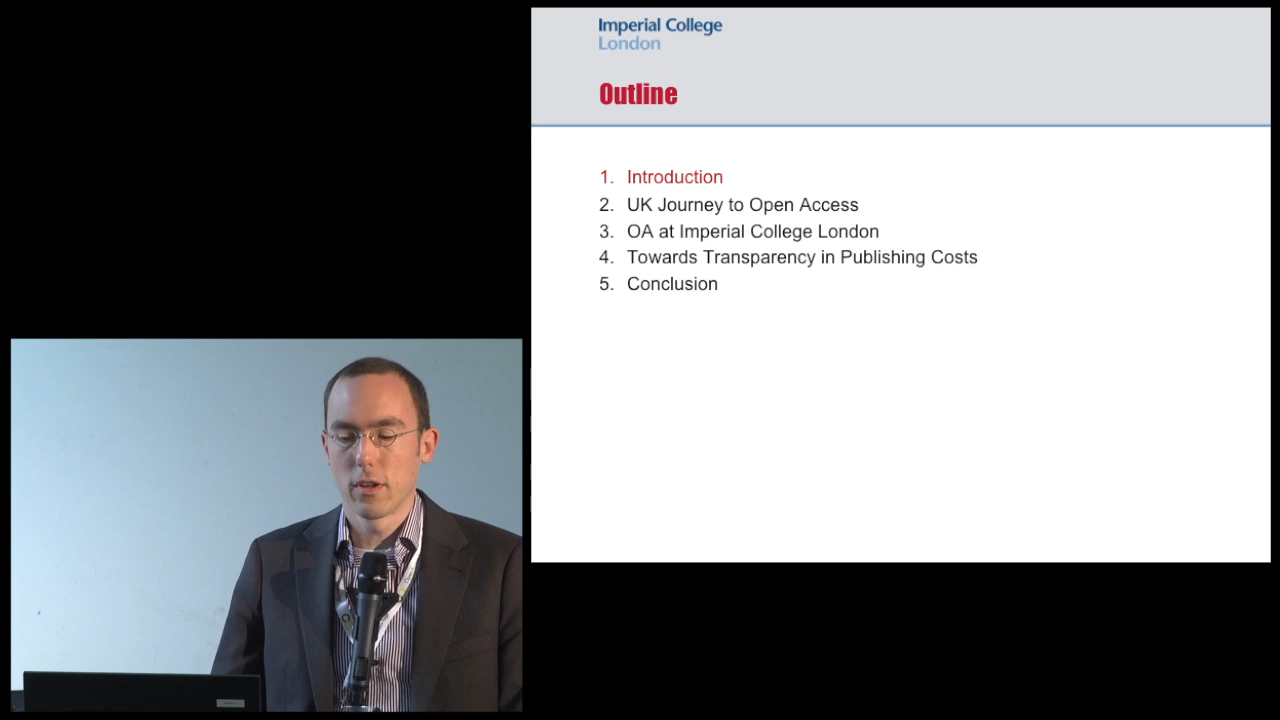 Imperial College
London
Outline
1. Introduction
2. UK Journey to Open Access
3. OA at Imperial College London
4. Towards Transparency in Publishing Costs
5. Conclusion